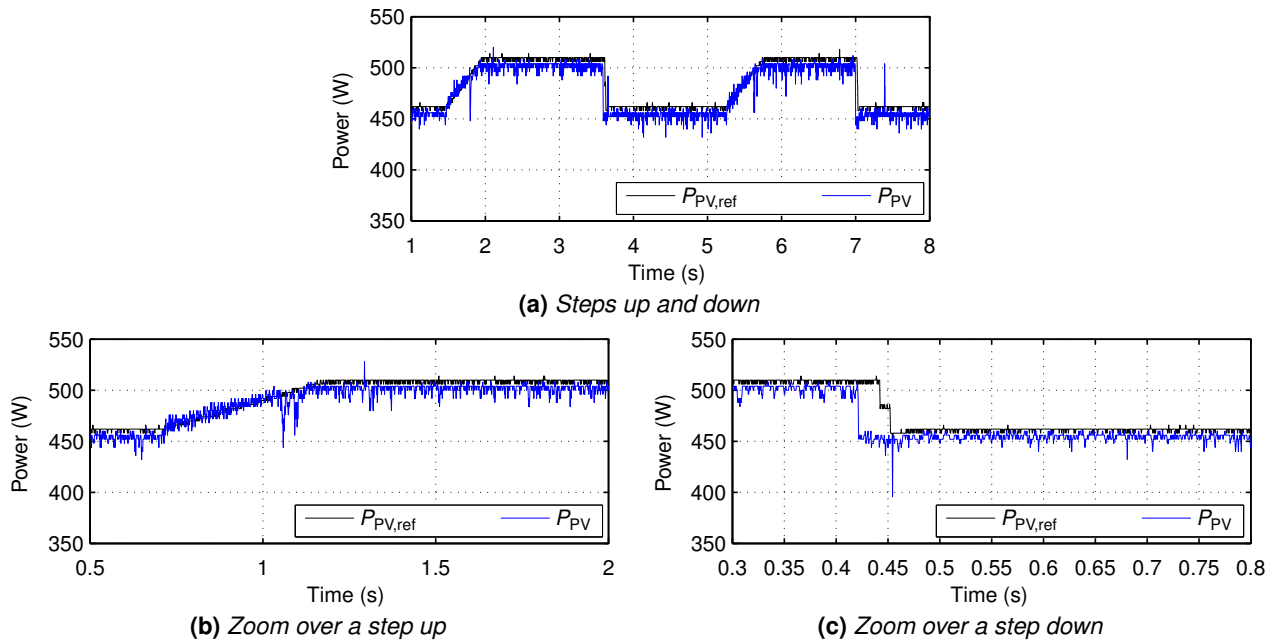 550
500
450
400
350
Power (W)
P_PV,ref P_PV
1 2 3 4 5 6 7 8
Time (s)
(a) Steps up and down
550
500
450
400
350
Power (W)
P_PV,ref P_PV
0.5 1 1.5 2
Time (s)
(b) Zoom over a step up
550
500
450
400
350
Power (W)
P_PV,ref P_PV
0.3 0.35 0.4 0.45 0.5 0.55 0.6 0.65 0.7 0.75 0.8
Time (s)
(c) Zoom over a step down